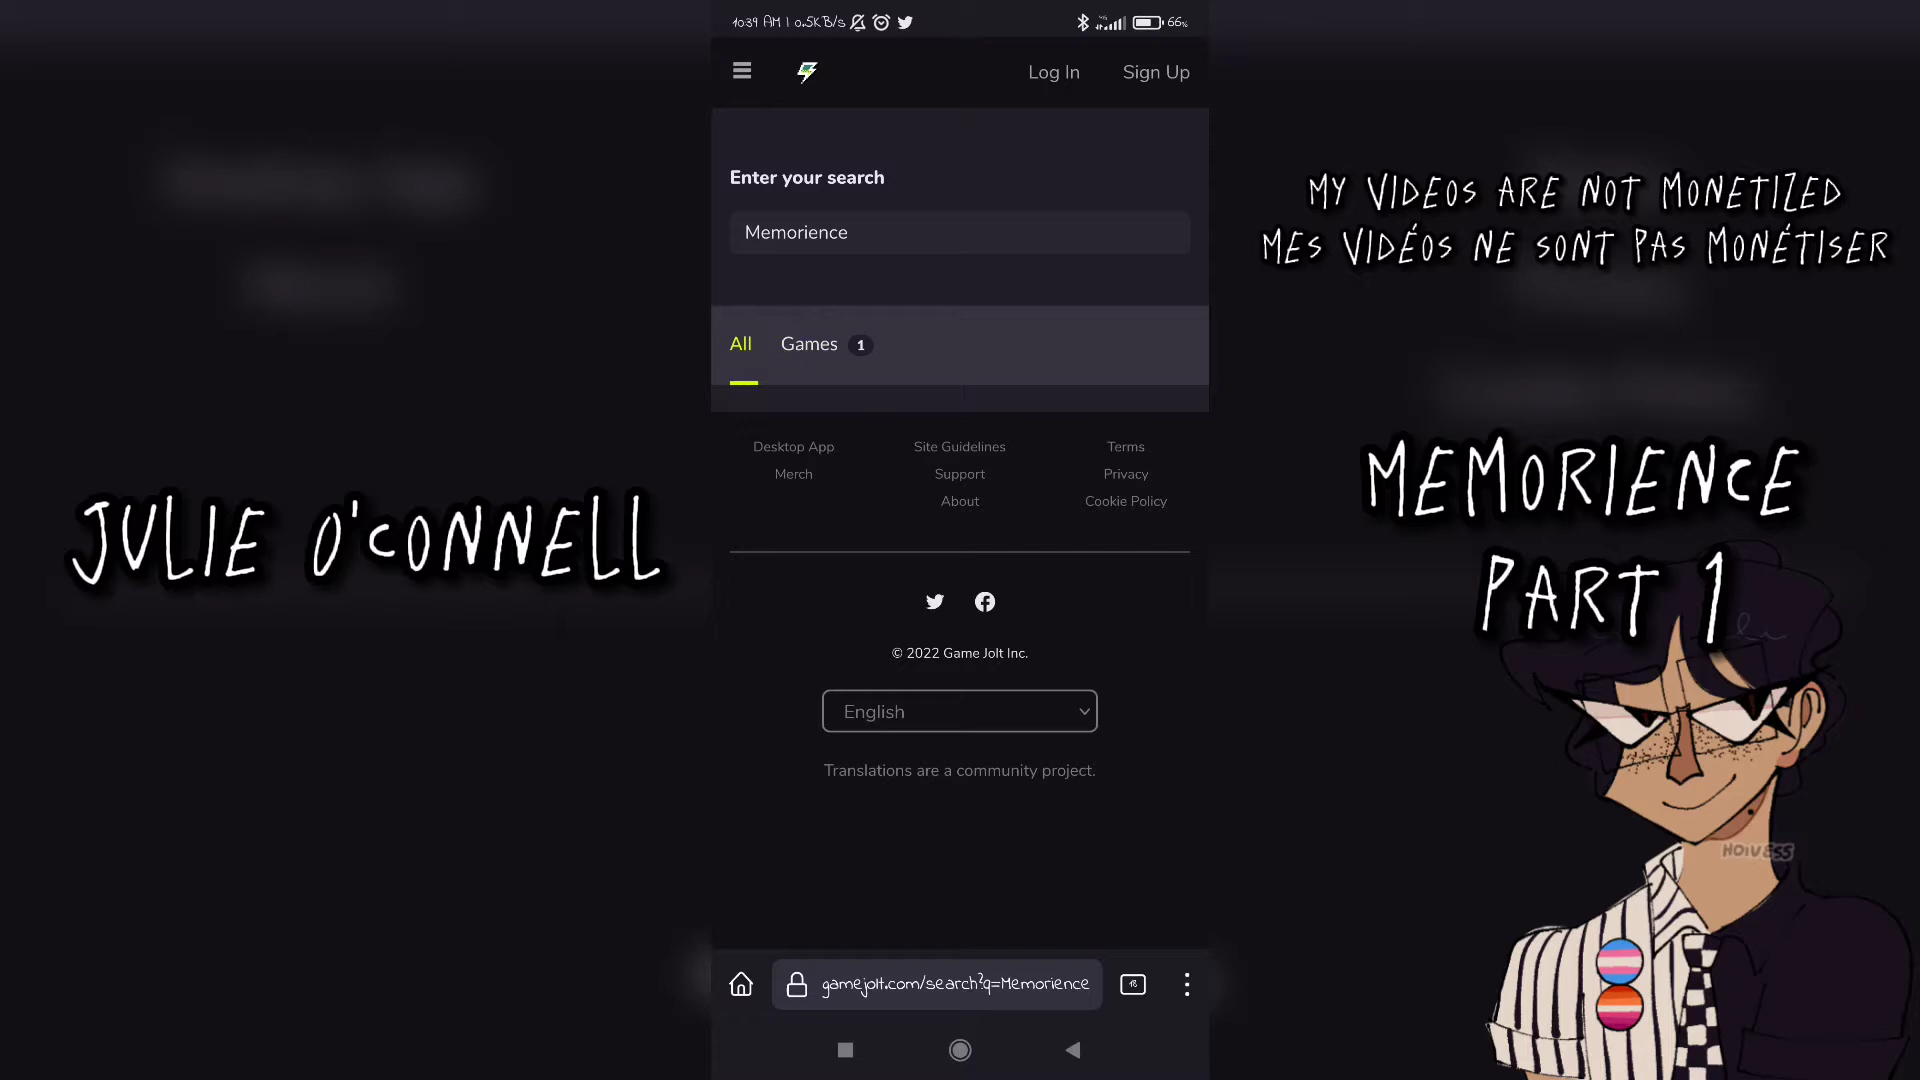 10:39 AM | 0.5KB/s
66%
Log In
Sign Up
Enter your search
Memorience
All
Games 1
Desktop App
Site Guidelines
Terms
Merch
Support
Privacy
About
Cookie Policy
© 2022 Game Jolt Inc.
English
Translations are a community project.
gamejolt.com/search?q=Memorience
JULIE O'CONNELL
MY VIDEOS ARE NOT MONETIZED
MES VIDÉOS NE SONT PAS MONÉTISER
MEMORIENCE
PART 1
HOIVESS